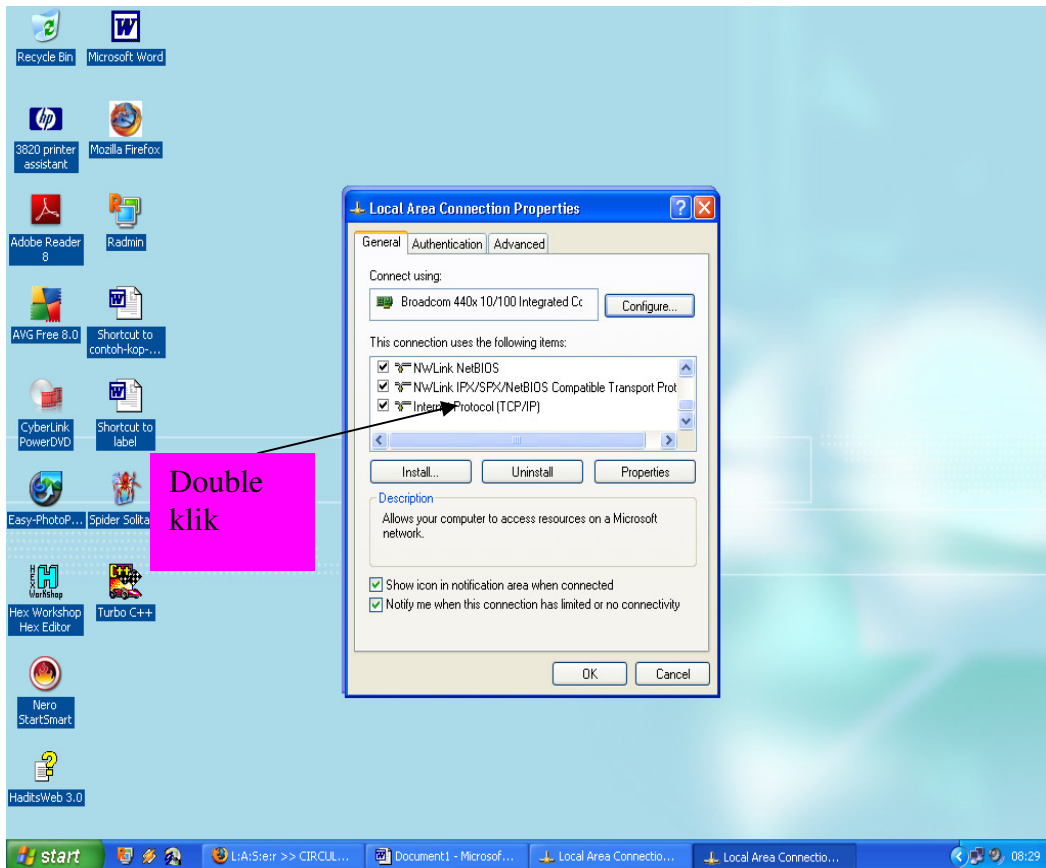 Recycle Bin
Microsoft Word
3820 printer
assistant
Mozilla Firefox
Adobe Reader
8
Radmin
AVG Free 8.0
Shortcut to
contoh-kop-...
CyberLink
PowerDVD
Shortcut to
label
Easy-PhotoP...
Spider Solita
Hex Workshop
Hex Editor
Turbo C++
Nero
StartSmart
HaditsWeb 3.0
Double
klik
Local Area Connection Properties
General Authentication Advanced
Connect using:
Broadcom 440x 10/100 Integrated Cc
Configure...
This connection uses the following items:
NWLink NetBIOS
NWLink IPX/SPX/NetBIOS Compatible Transport Prot
Internet Protocol (TCP/IP)
Install... Uninstall Properties
Description
Allows your computer to access resources on a Microsoft
network.
Show icon in notification area when connected
Notify me when this connection has limited or no connectivity
OK Cancel
start
L:A:S:e:r >> CIRCUL...
Document1 - Microsof...
Local Area Connectio...
Local Area Connectio...
08:29